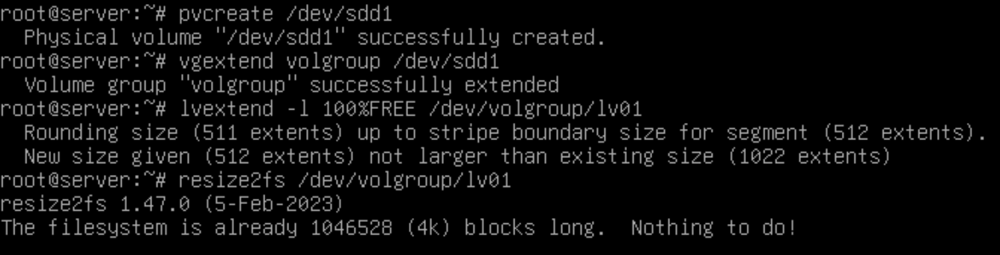 root@server:~# pvcreate /dev/sdd1
  Physical volume "/dev/sdd1" successfully created.
root@server:~# vgextend volgroup /dev/sdd1
  Volume group "volgroup" successfully extended
root@server:~# lvextend -l 100%FREE /dev/volgroup/lv01
  Rounding size (511 extents) up to stripe boundary size for segment (512 extents).
  New size given (512 extents) not larger than existing size (1022 extents)
root@server:~# resize2fs /dev/volgroup/lv01
resize2fs 1.47.0 (5-Feb-2023)
The filesystem is already 1046528 (4k) blocks long.  Nothing to do!